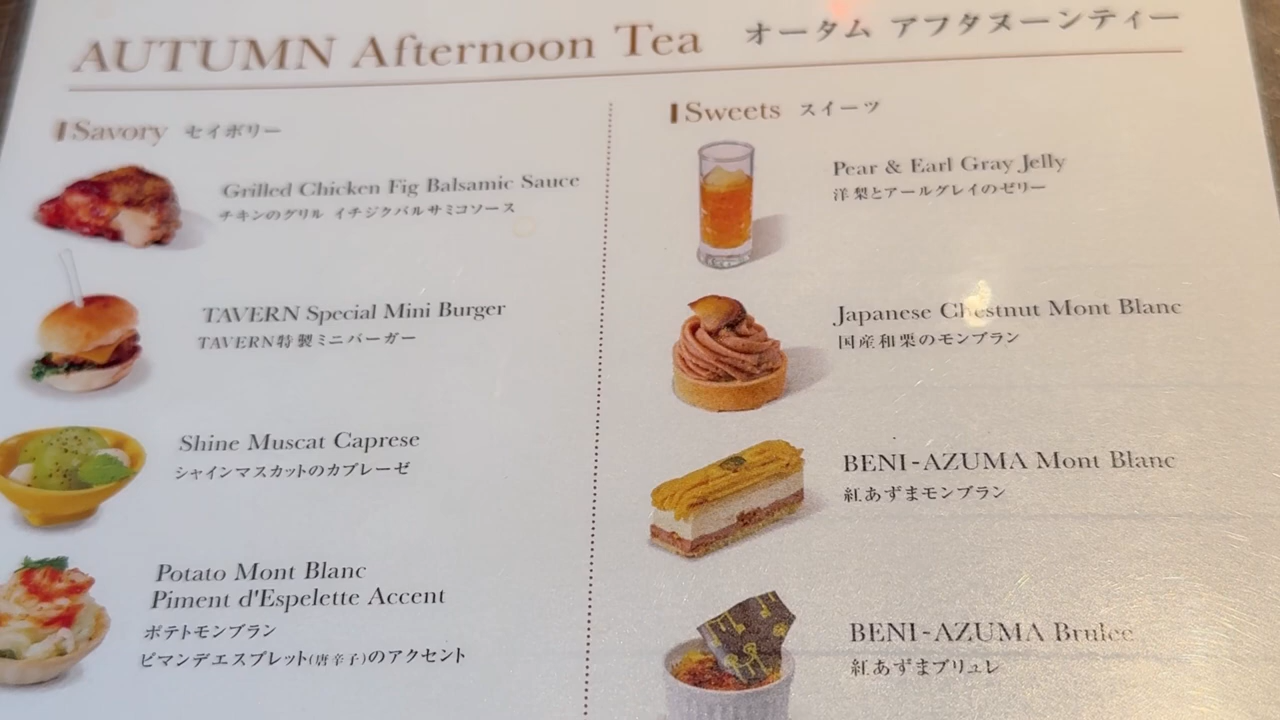 AUTUMN Afternoon Tea オータム アフタヌーンティー
Savory セイボリー
Grilled Chicken Fig Balsamic Sauce
チキンのグリル イチジクバルサミコソース
TAVERN Special Mini Burger
TAVERN特製ミニバーガー
Shine Muscat Caprese
シャインマスカットのカプレーゼ
Potato Mont Blanc
Piment d'Espelette Accent
ポテトモンブラン
ピマンデエスプレット(唐辛子)のアクセント
Sweets スイーツ
Pear & Earl Gray Jelly
洋梨とアールグレイのゼリー
Japanese Chestnut Mont Blanc
国産和栗のモンブラン
BENI-AZUMA Mont Blanc
紅あずまモンブラン
BENI-AZUMA Brulee
紅あずまブリュレ